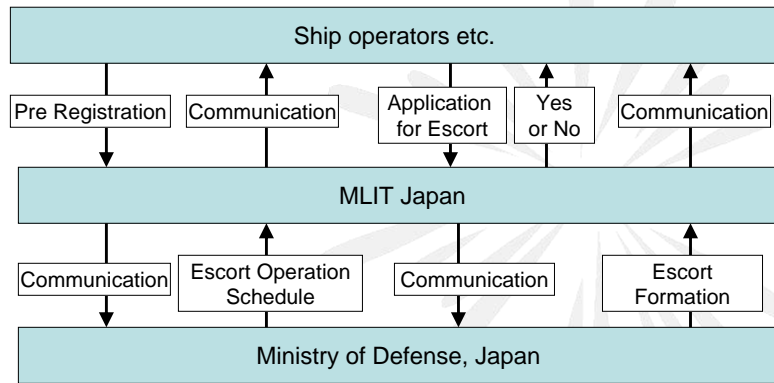 Ship operators etc.
Pre Registration
Communication
Application
for Escort
Yes
or No
Communication
MLIT Japan
Communication
Escort Operation
Schedule
Communication
Escort
Formation
Ministry of Defense, Japan